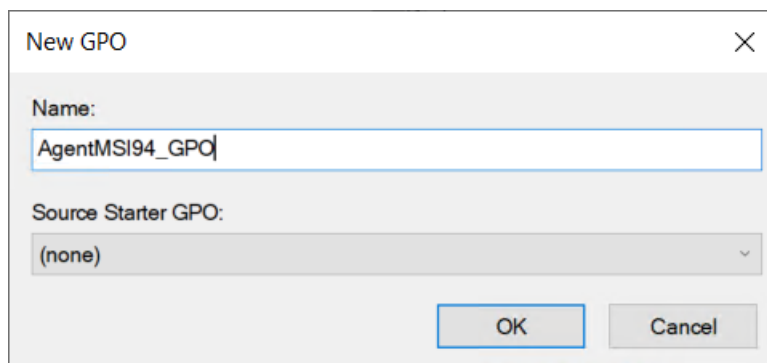 New GPO
Name:
AgentMSI94_GPO
Source Starter GPO:
(none)
OK Cancel